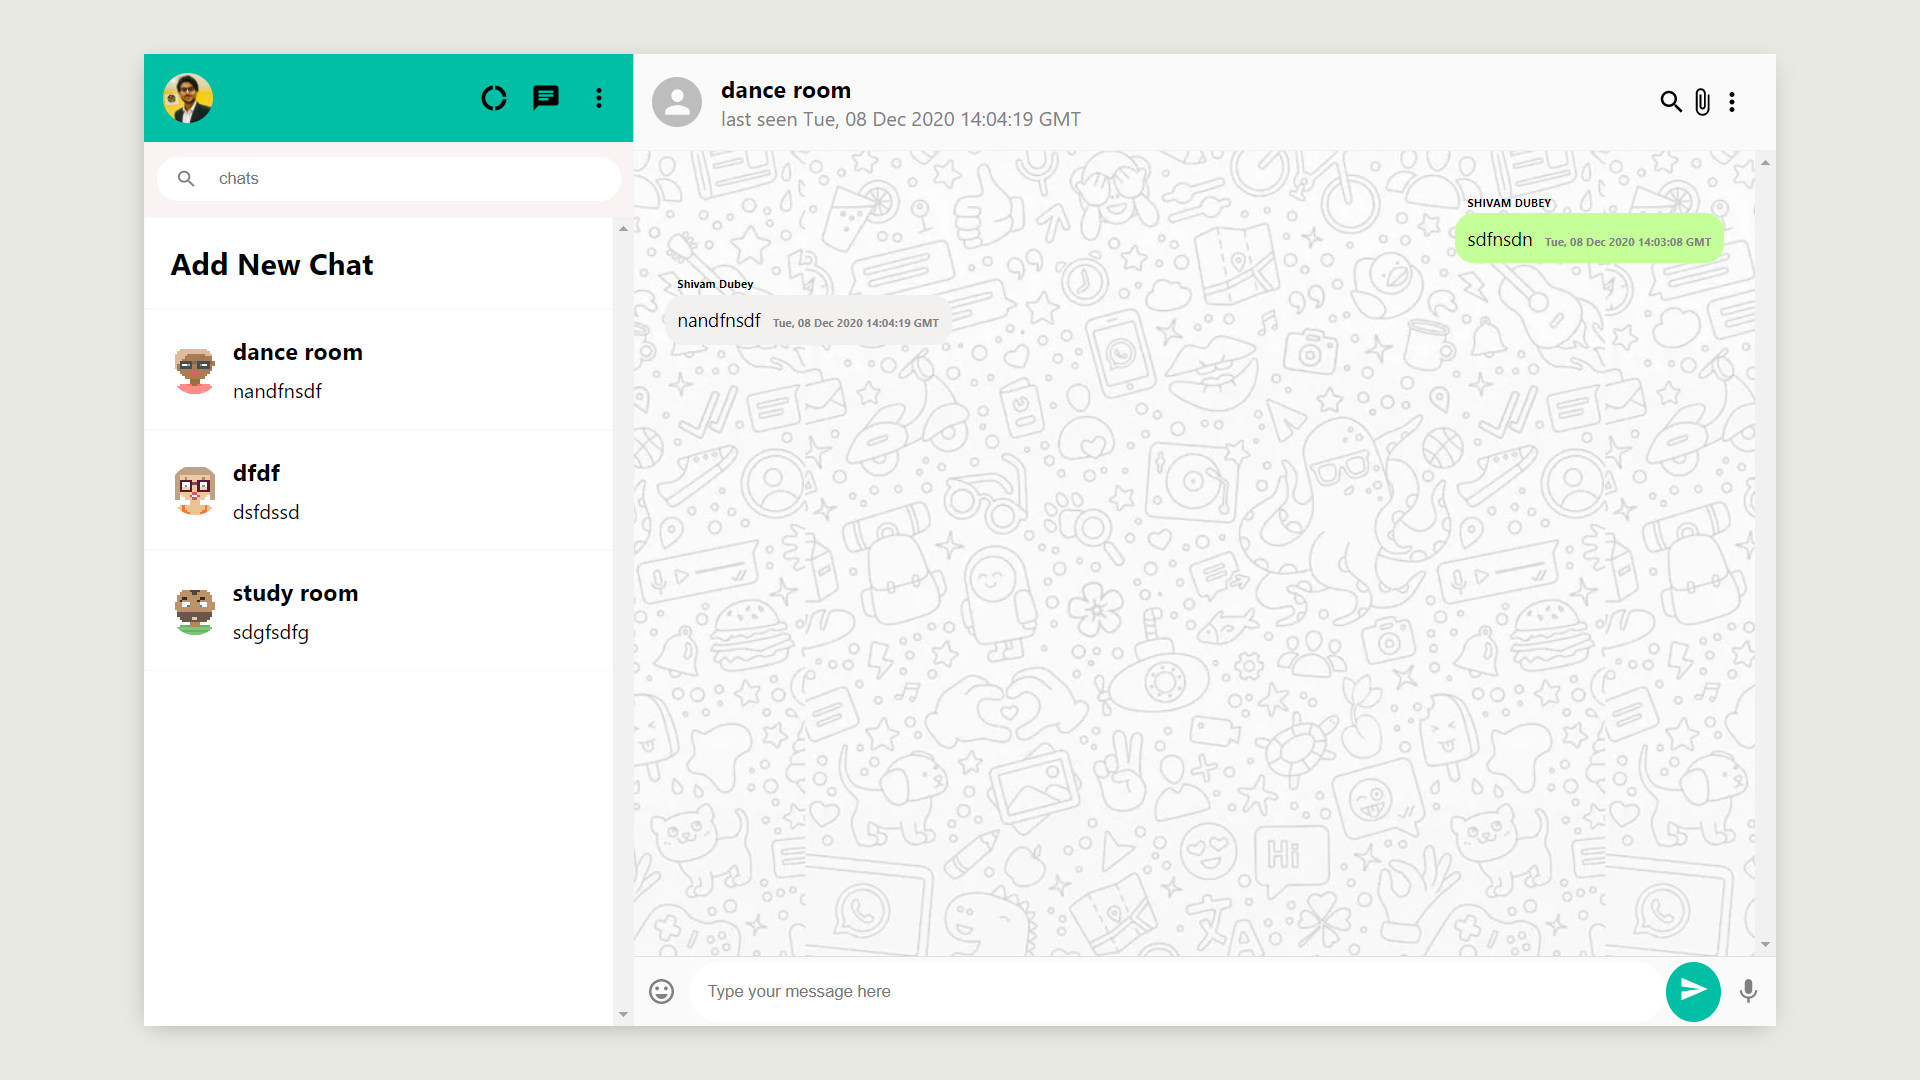 chats
Add New Chat
dance room
nandfnsdf
dfdf
dsfdssd
study room
sdgfsdfg
dance room
last seen Tue, 08 Dec 2020 14:04:19 GMT
SHIVAM DUBEY
sdfnsdn Tue, 08 Dec 2020 14:03:08 GMT
Shivam Dubey
nandfnsdf Tue, 08 Dec 2020 14:04:19 GMT
Hi
Type your message here